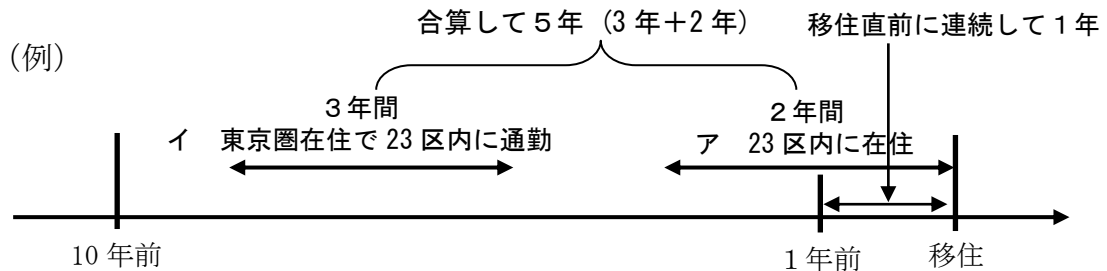 合算して５年（3 年＋2 年）
移住直前に連続して１年
（例）
３年間
２年間
イ　東京圏在住で 23 区内に通勤
ア　23 区内に在住
10 年前
１年前
移住